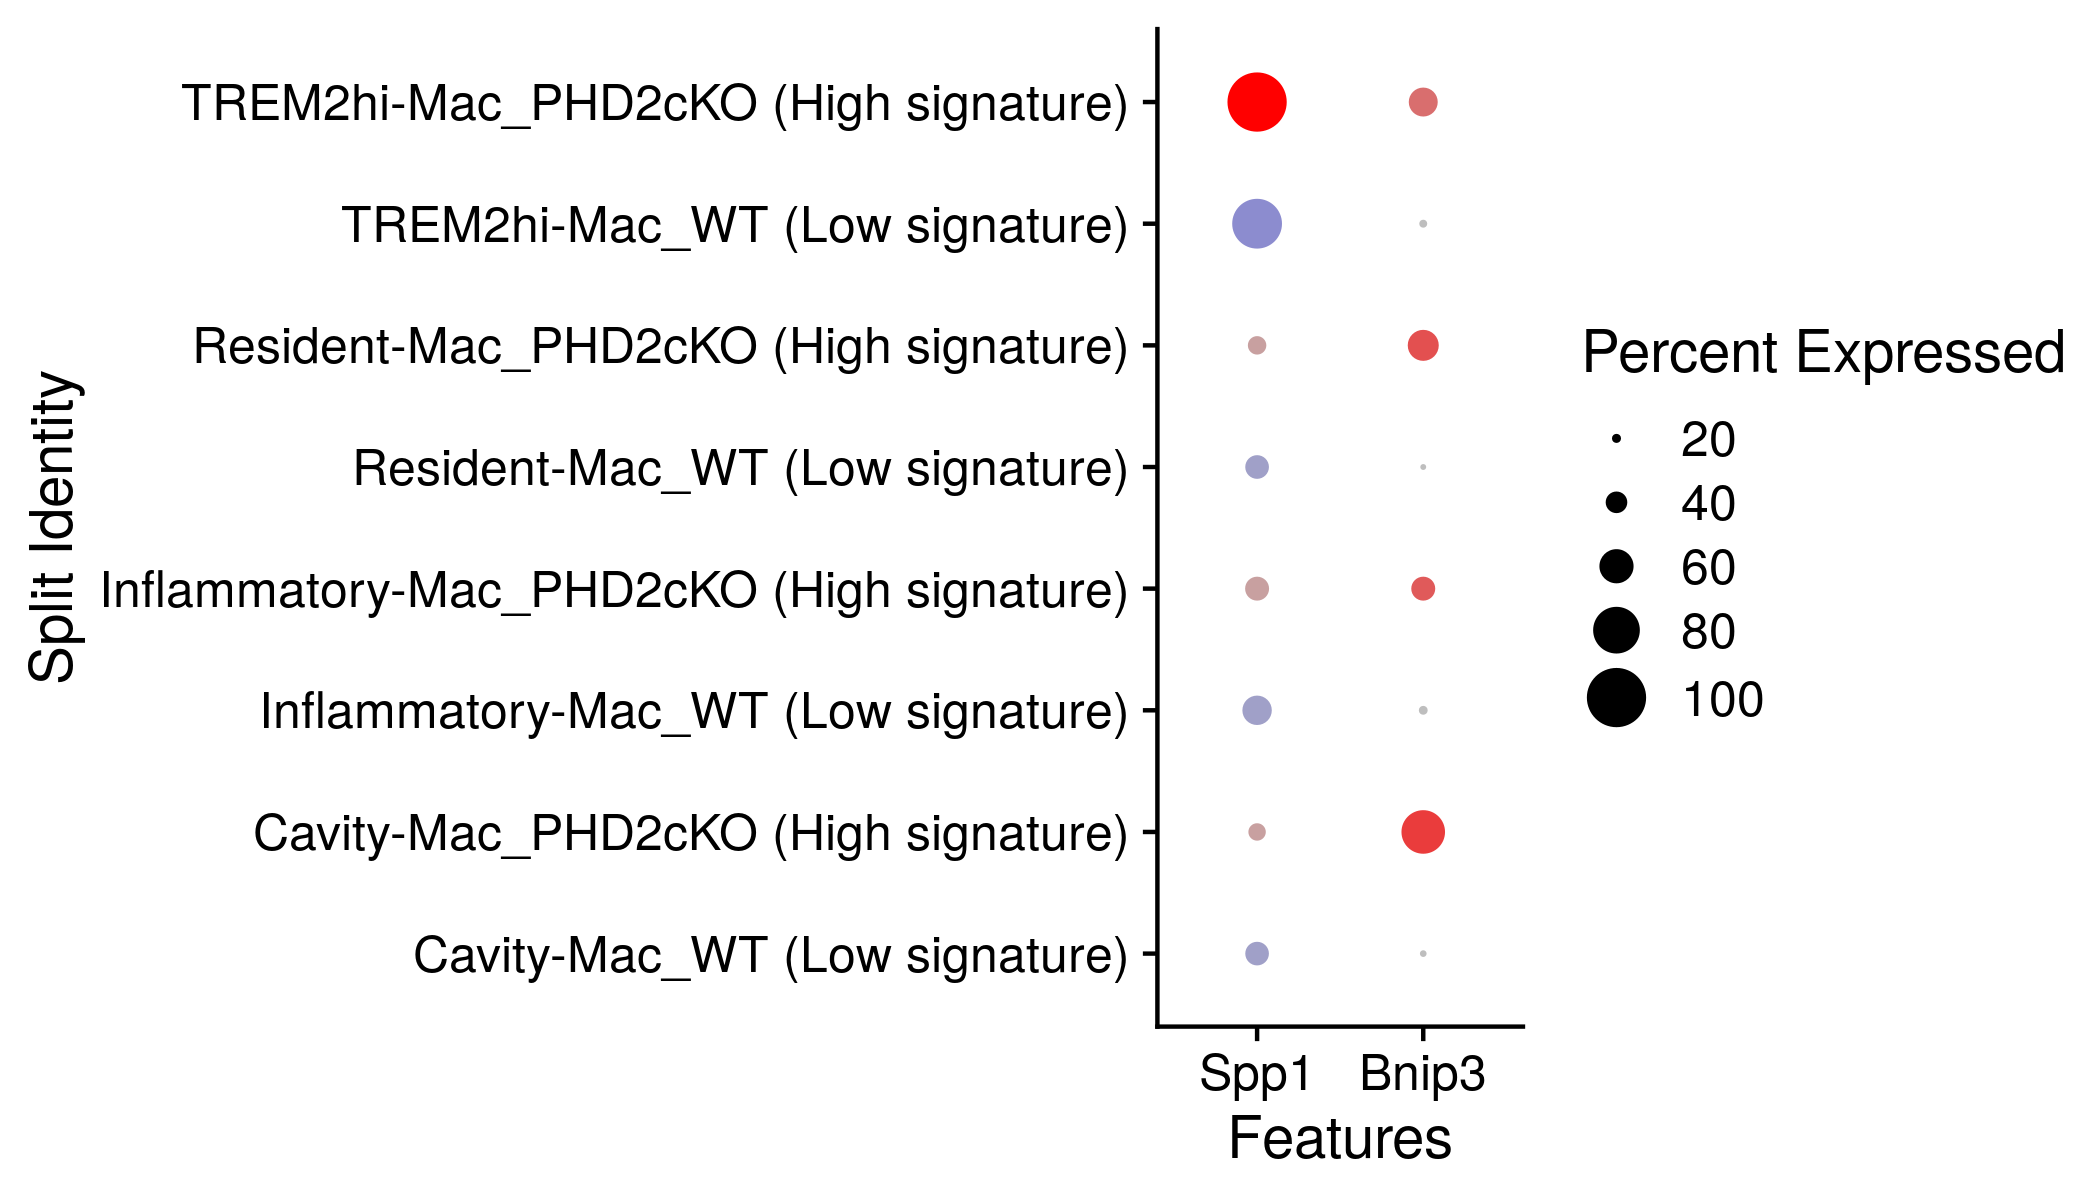 TREM2hi-Mac_PHD2cKO (High signature)
TREM2hi-Mac_WT (Low signature)
Resident-Mac_PHD2cKO (High signature)
Resident-Mac_WT (Low signature)
Inflammatory-Mac_PHD2cKO (High signature)
Inflammatory-Mac_WT (Low signature)
Cavity-Mac_PHD2cKO (High signature)
Cavity-Mac_WT (Low signature)
Split Identity
Spp1 Bnip3
Features
Percent Expressed
20
40
60
80
100